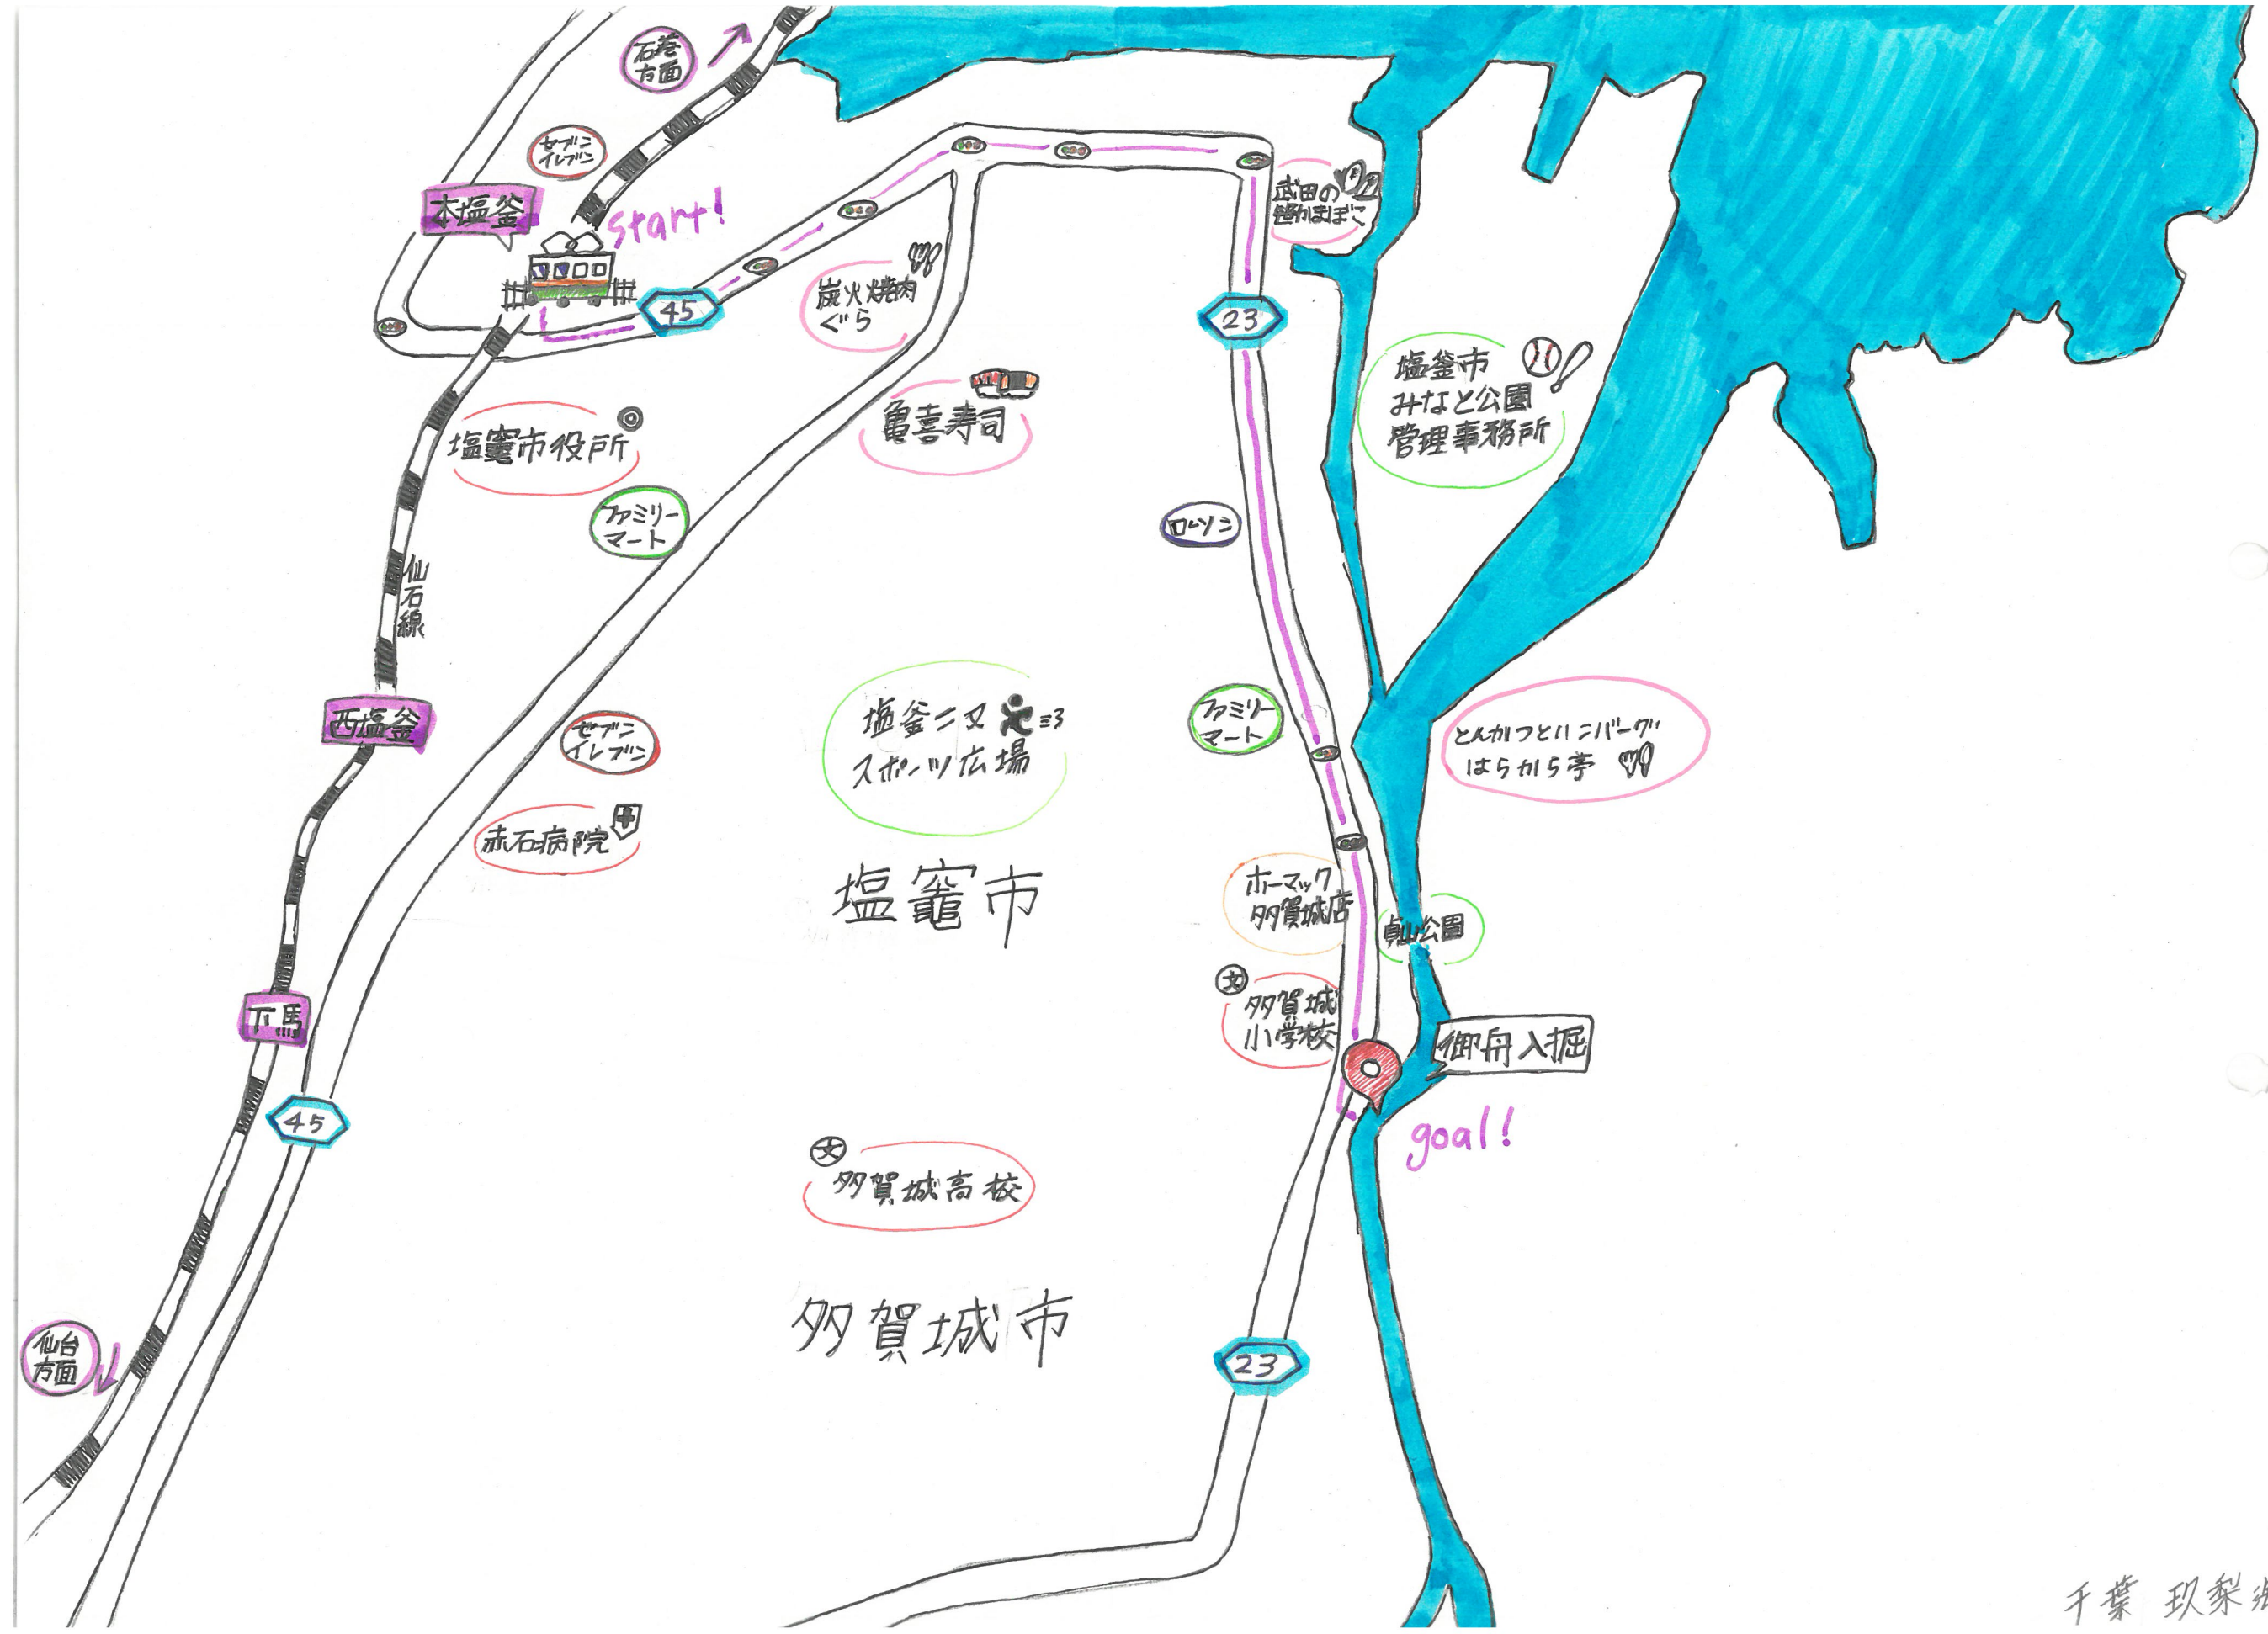 石巻
方面
セブン
イレブン
本塩釜
start!
武田の
笹かまぼこ
炭火焼肉
ぐら
45
23
塩釜市
みなと公園
管理事務所
亀喜寿司
塩竈市役所
ファミリー
マート
ローソン
仙石線
西塩釜
セブン
イレブン
塩釜二又
スポーツ広場
ファミリー
マート
とんかつとハンバーグ
はらから亭
赤石病院
塩竈市
ホーマック
多賀城店
貞山公園
文
多賀城
小学校
下馬
御舟入掘
45
goal!
文
多賀城高校
多賀城市
仙台
方面
23
千葉 玖梨